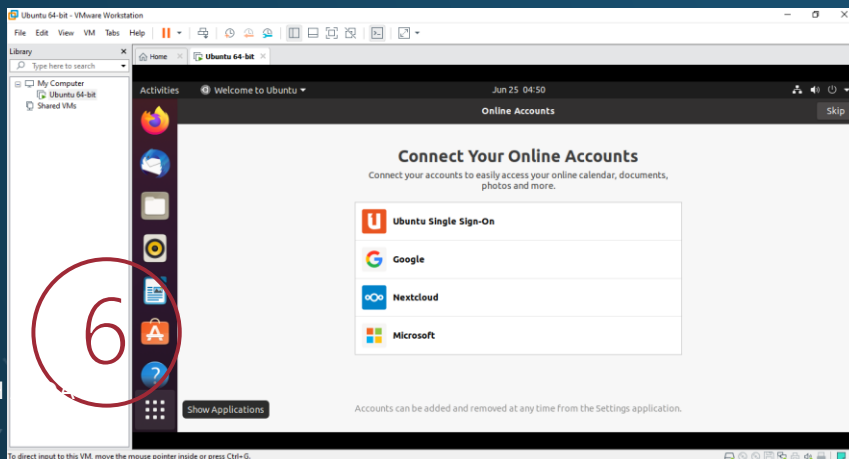 Ubuntu 64-bit - VMware Workstation
File Edit View VM Tabs Help
Library
Type here to search
My Computer
Ubuntu 64-bit
Shared VMs
Home
Ubuntu 64-bit
Activities Welcome to Ubuntu Jun 25 04:50
Online Accounts
Skip
Connect Your Online Accounts
Connect your accounts to easily access your online calendar, documents,
photos and more.
Ubuntu Single Sign-On
Google
Nextcloud
Microsoft
6
Show Applications
Accounts can be added and removed at any time from the Settings application.
To direct input to this VM, move the mouse pointer inside or press Ctrl+G.